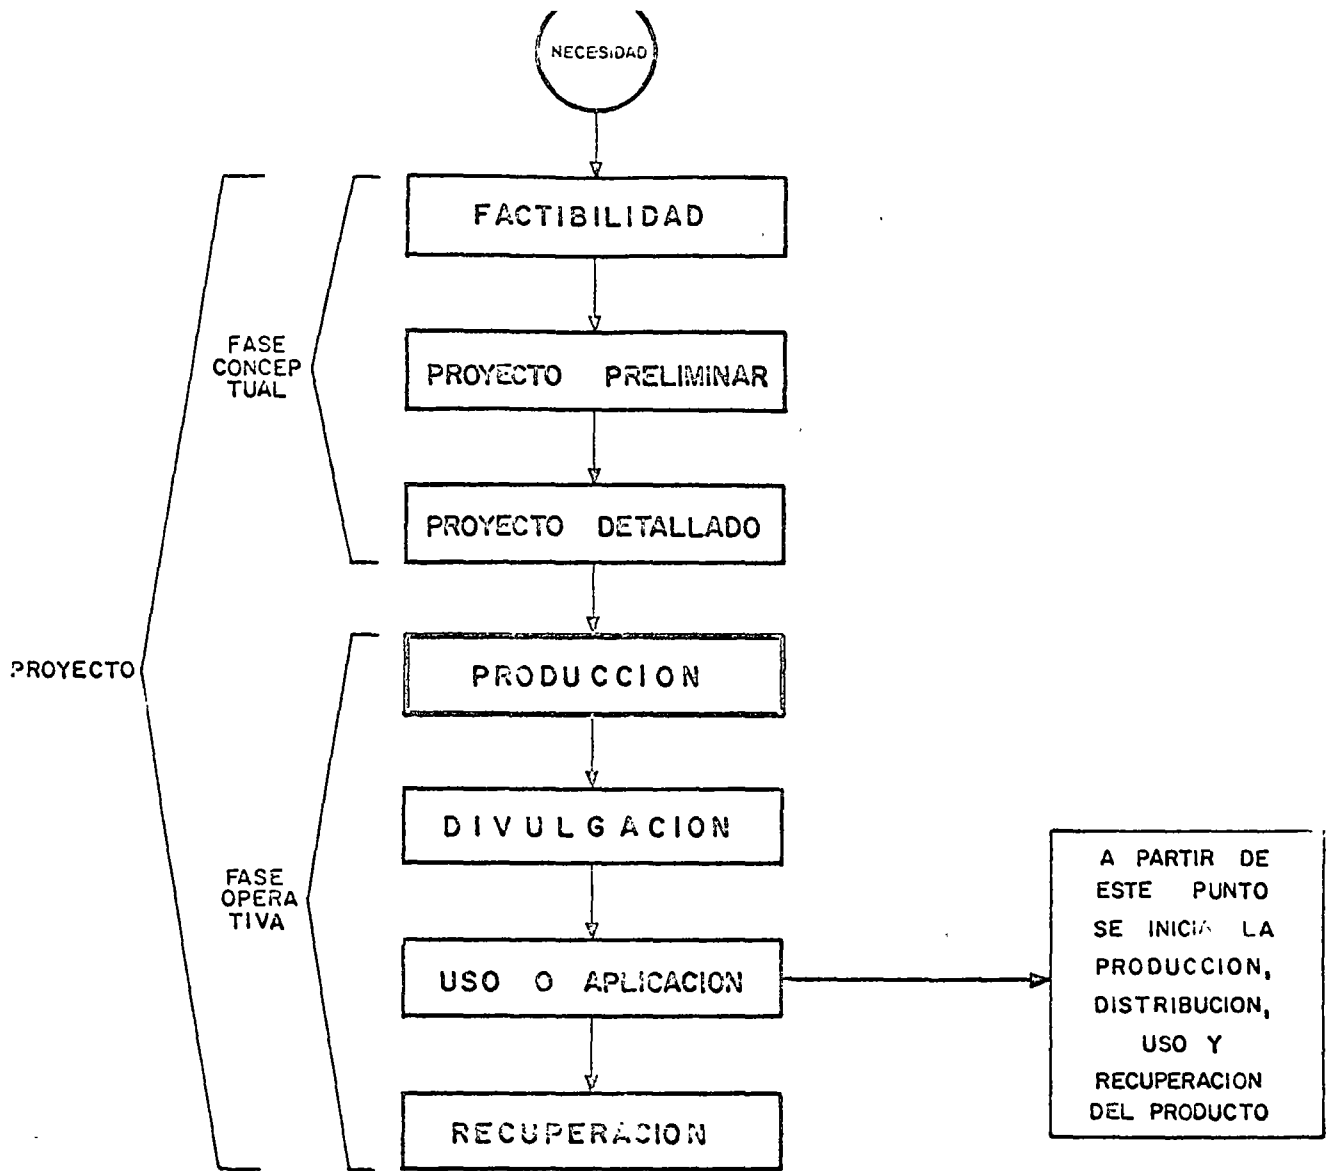 NECESIDAD
FACTIBILIDAD
FASE
CONCEP
TUAL
PROYECTO PRELIMINAR
PROYECTO DETALLADO
PROYECTO
PRODUCCION
DIVULGACION
FASE
OPERA
TIVA
USO O APLICACION
A PARTIR DE
ESTE PUNTO
SE INICIA LA
PRODUCCION,
DISTRIBUCION,
USO Y
RECUPERACION
DEL PRODUCTO
RECUPERACION